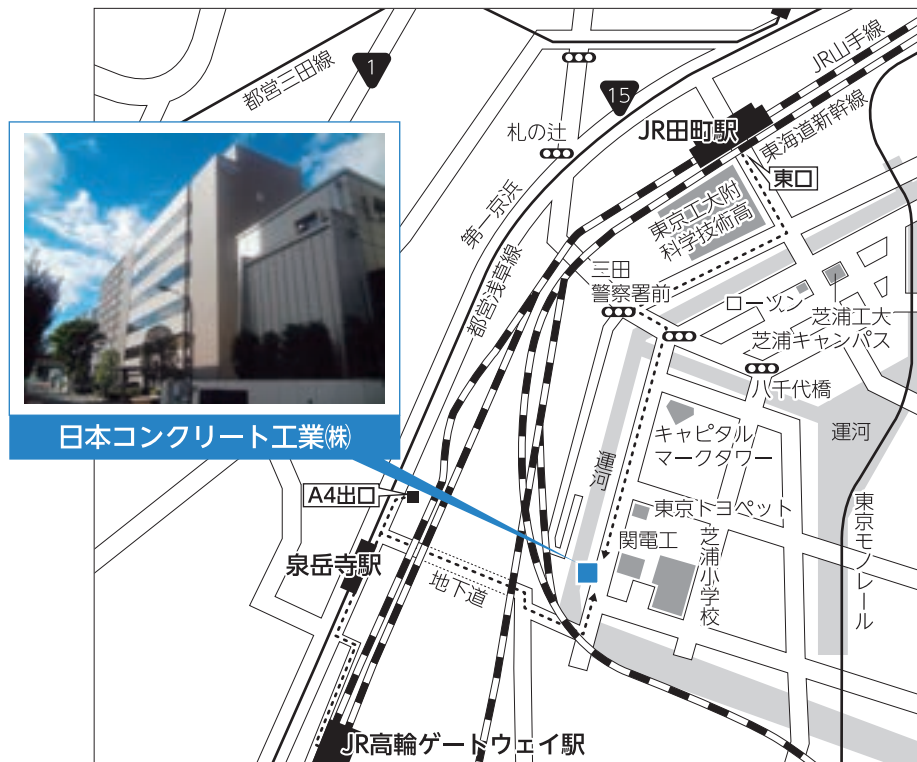 都営三田線
1
15
JR山手線
JR田町駅
東海道新幹線
札の辻
東口
第一京浜
東京工大附
科学技術高
都営浅草線
三田
警察署前
ローソン
芝浦工大
芝浦キャンパス
八千代橋
運河
日本コンクリート工業㈱
キャピタル
マークタワー
運河
A4出口
東京トヨペット
東京モノレール
関電工
芝浦小学校
泉岳寺駅
地下道
JR高輪ゲートウェイ駅